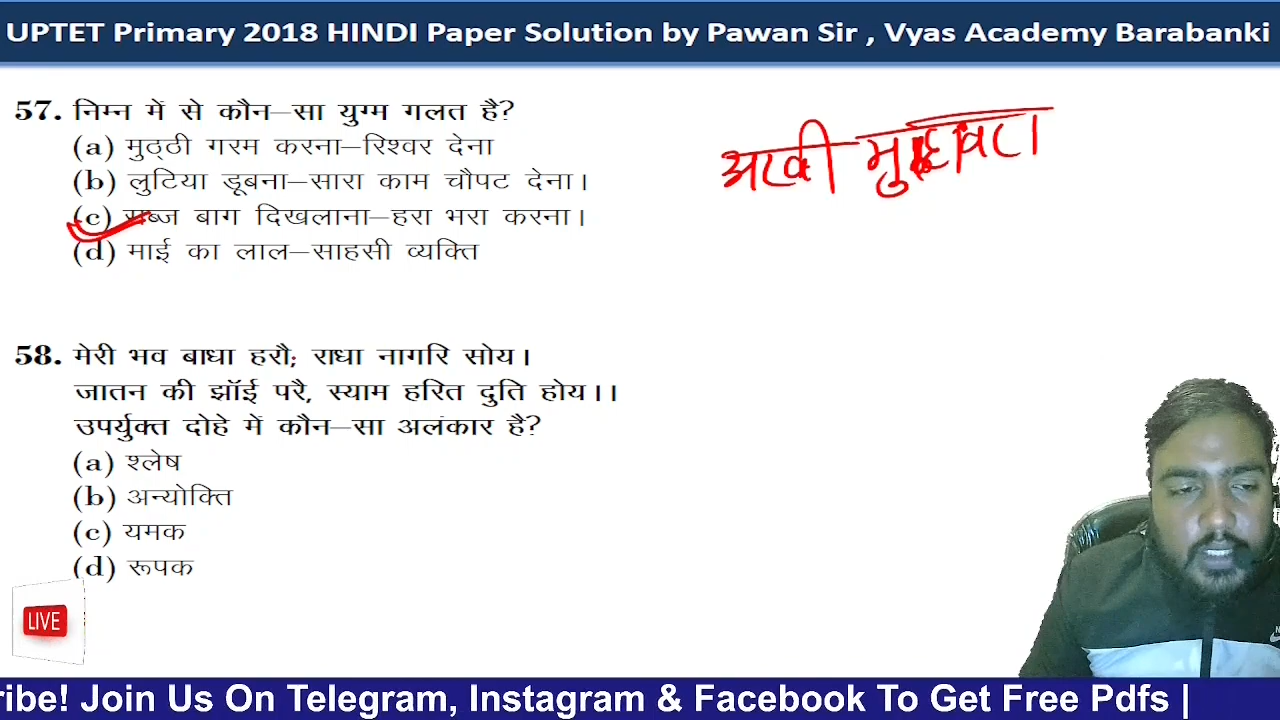 UPTET Primary 2018 HINDI Paper Solution by Pawan Sir , Vyas Academy Barabanki
57. निम्न में से कौन–सा युग्म गलत है?
(a) मुठ्ठी गरम करना–रिश्वर देना
(b) लुटिया डूबना–सारा काम चौपट देना।
(c) सब्ज बाग दिखलाना–हरा भरा करना।
(d) माई का लाल–साहसी व्यक्ति
58. मेरी भव बाधा हरौ; राधा नागरि सोय।
जातन की झॉई परै, स्याम हरित दुति होय।।
उपर्युक्त दोहे में कौन–सा अलंकार है?
(a) श्लेष
(b) अन्योक्ति
(c) यमक
(d) रूपक
LIVE
ribe! Join Us On Telegram, Instagram & Facebook To Get Free Pdfs |